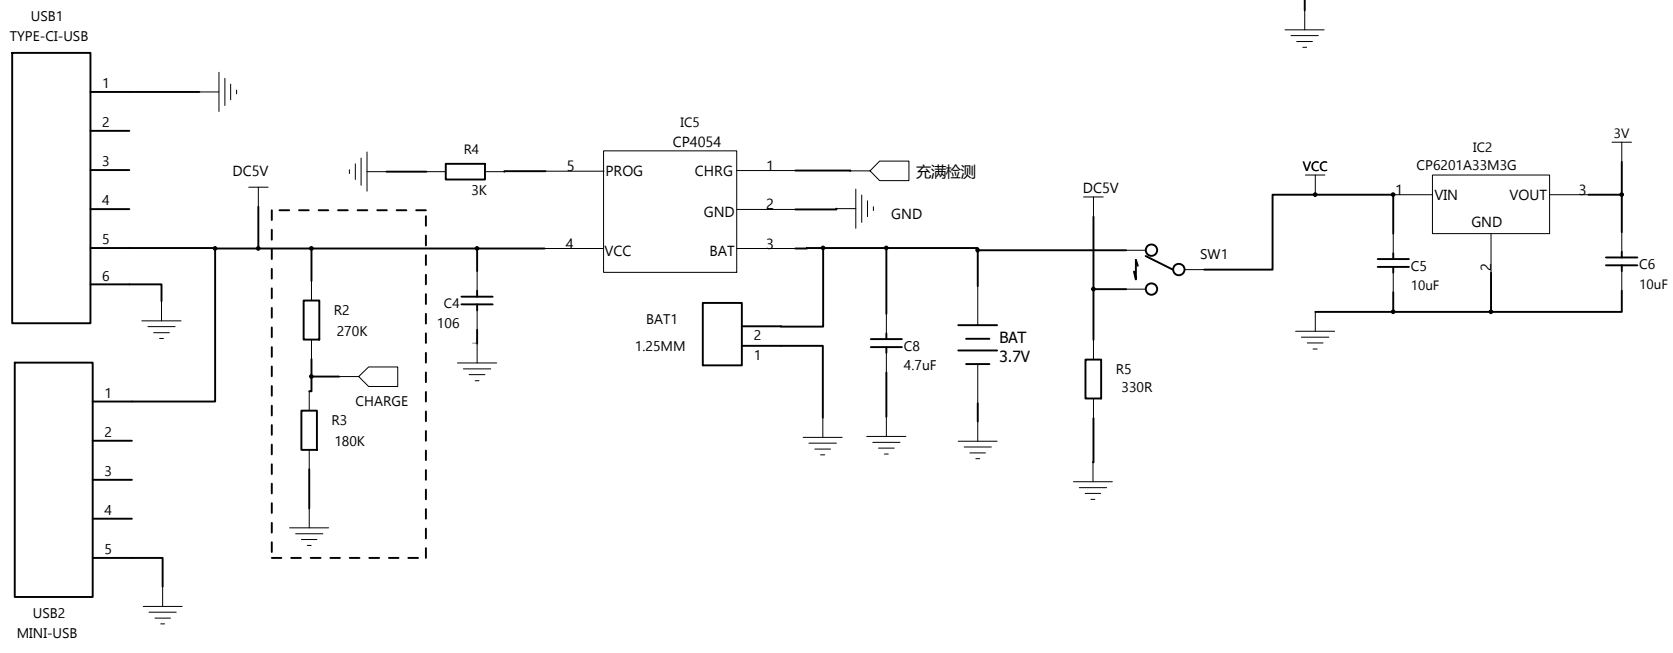 USB1
TYPE-CI-USB
1
2
3
4
5
6
DC5V
R2
270K
CHARGE
R3
180K
C4
106
1
2
3
4
5
USB2
MINI-USB
R4
3K
IC5
CP4054
5
PROG
CHRG
1
充满检测
GND
2
GND
4
VCC
BAT
3
BAT1
1.25MM
2
1
C8
4.7uF
BAT
3.7V
DC5V
SW1
R5
330R
VCC
IC2
CP6201A33M3G
1
VIN
VOUT
3
GND
2
3V
C5
10uF
C6
10uF